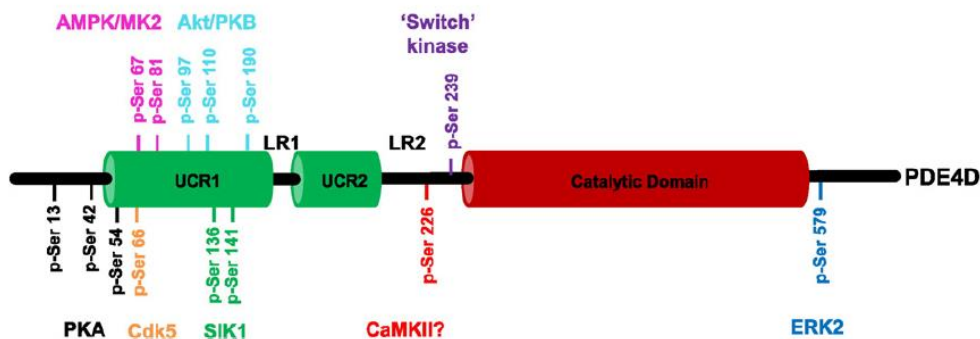 AMPK/MK2 Akt/PKB 'Switch'
kinase
p-Ser 67
p-Ser 81
p-Ser 97
p-Ser 110
p-Ser 190
p-Ser 239
LR1 LR2
UCR1 UCR2 Catalytic Domain PDE4D
p-Ser 13
p-Ser 42
p-Ser 54
p-Ser 66
p-Ser 136
p-Ser 141
p-Ser 226
p-Ser 579
PKA Cdk5 SIK1 CaMKII? ERK2